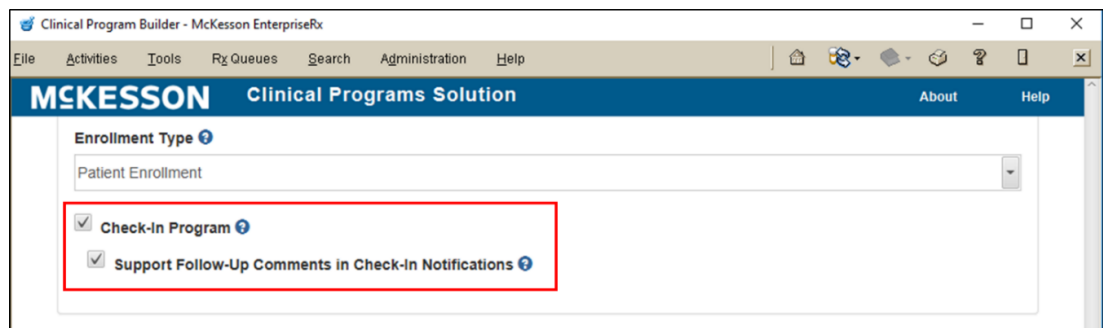 Clinical Program Builder - McKesson EnterpriseRx
File Activities Tools Rx Queues Search Administration Help
MCKESSON Clinical Programs Solution About Help
Enrollment Type
Patient Enrollment
Check-In Program
Support Follow-Up Comments in Check-In Notifications